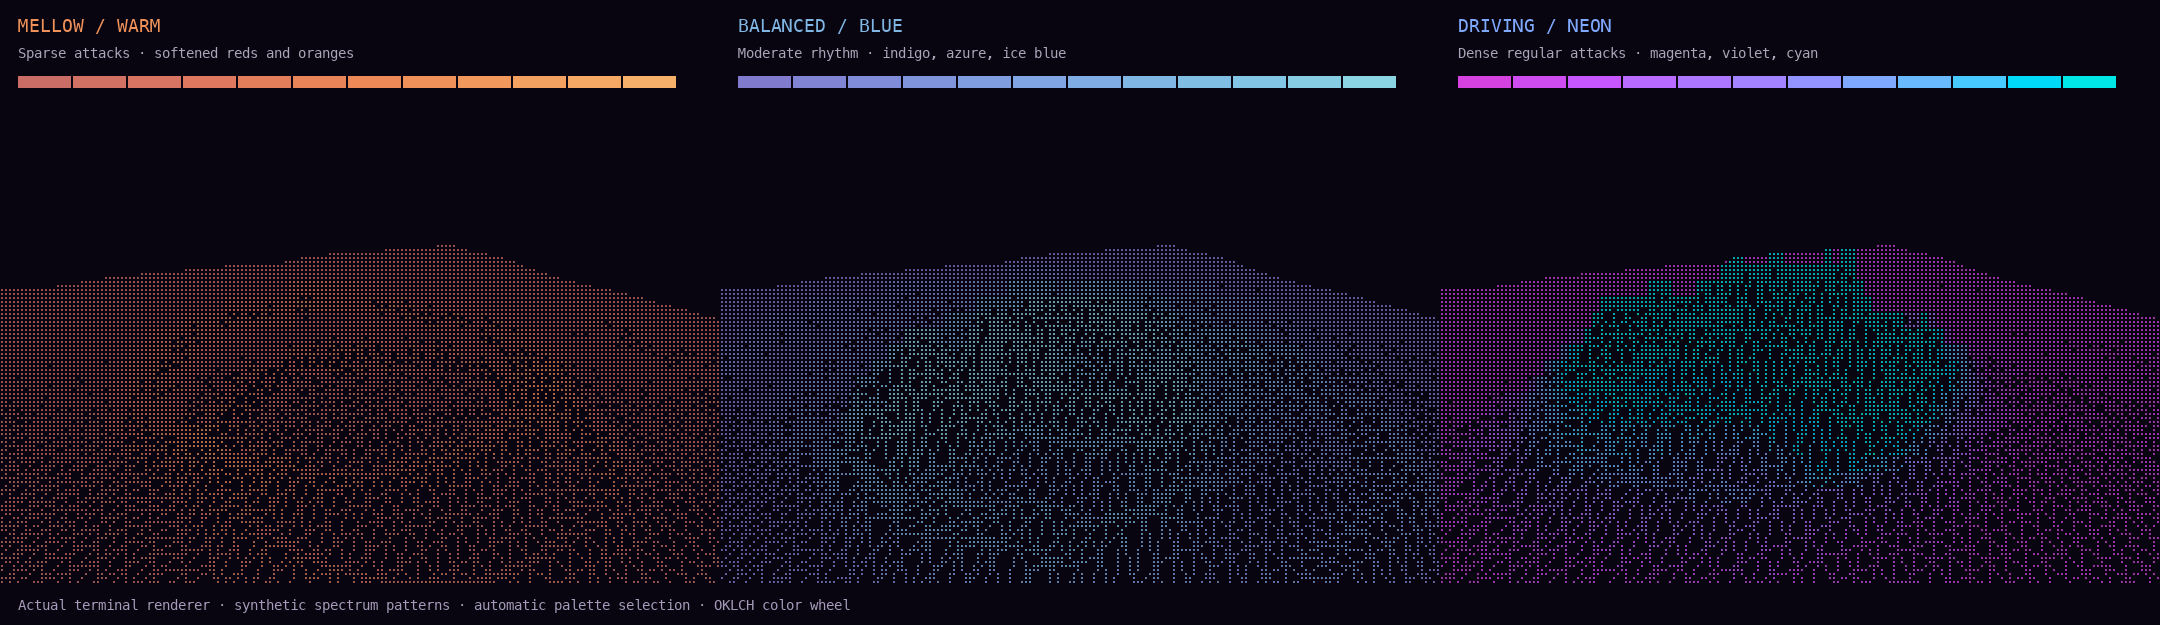 MELLOW / WARM
Sparse attacks · softened reds and oranges
BALANCED / BLUE
Moderate rhythm · indigo, azure, ice blue
DRIVING / NEON
Dense regular attacks · magenta, violet, cyan
Actual terminal renderer · synthetic spectrum patterns · automatic palette selection · OKLCH color wheel